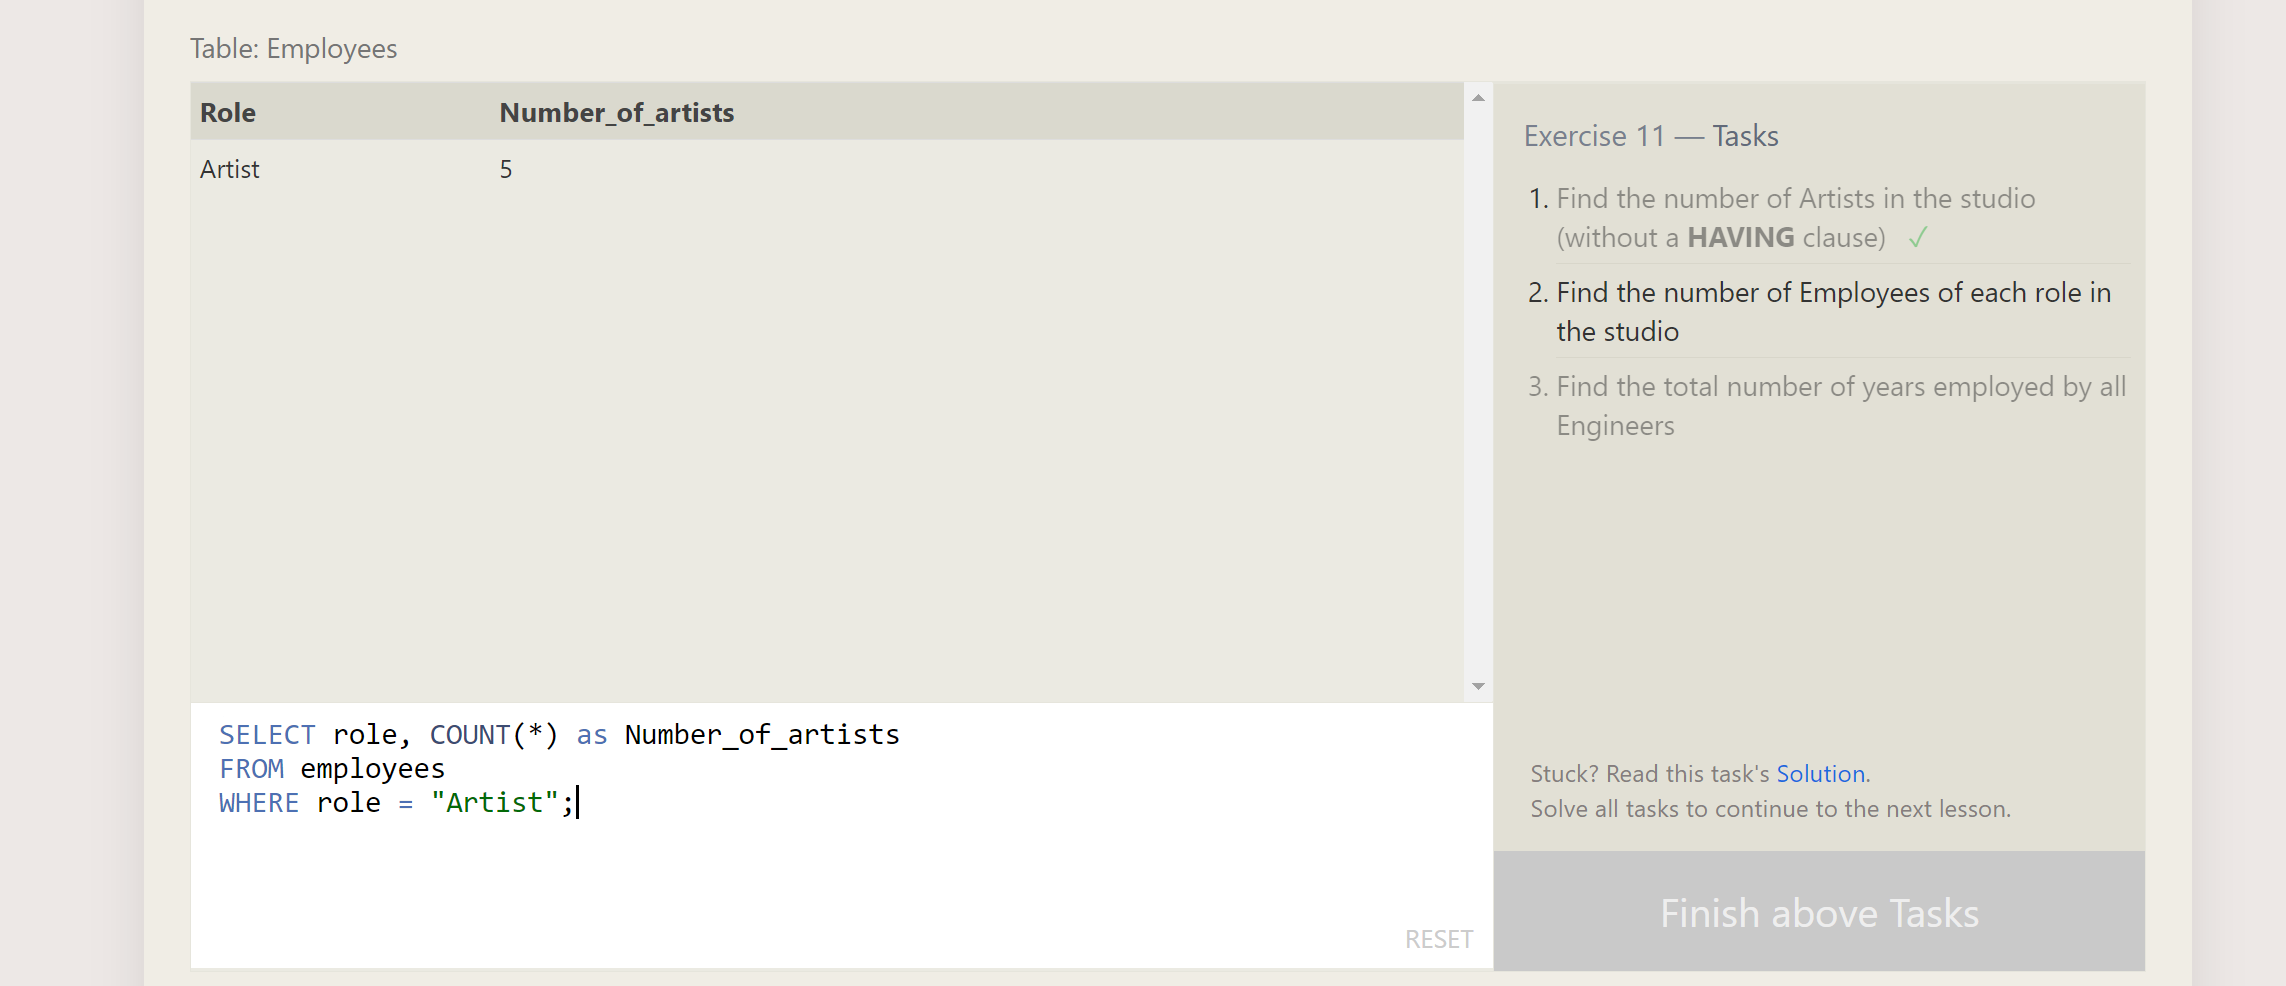 Table: Employees
Role Number_of_artists
Artist 5
SELECT role, COUNT(*) as Number_of_artists
FROM employees
WHERE role = "Artist";
RESET
Exercise 11 — Tasks
1. Find the number of Artists in the studio
(without a HAVING clause) ✓
2. Find the number of Employees of each role in
the studio
3. Find the total number of years employed by all
Engineers
Stuck? Read this task's Solution.
Solve all tasks to continue to the next lesson.
Finish above Tasks